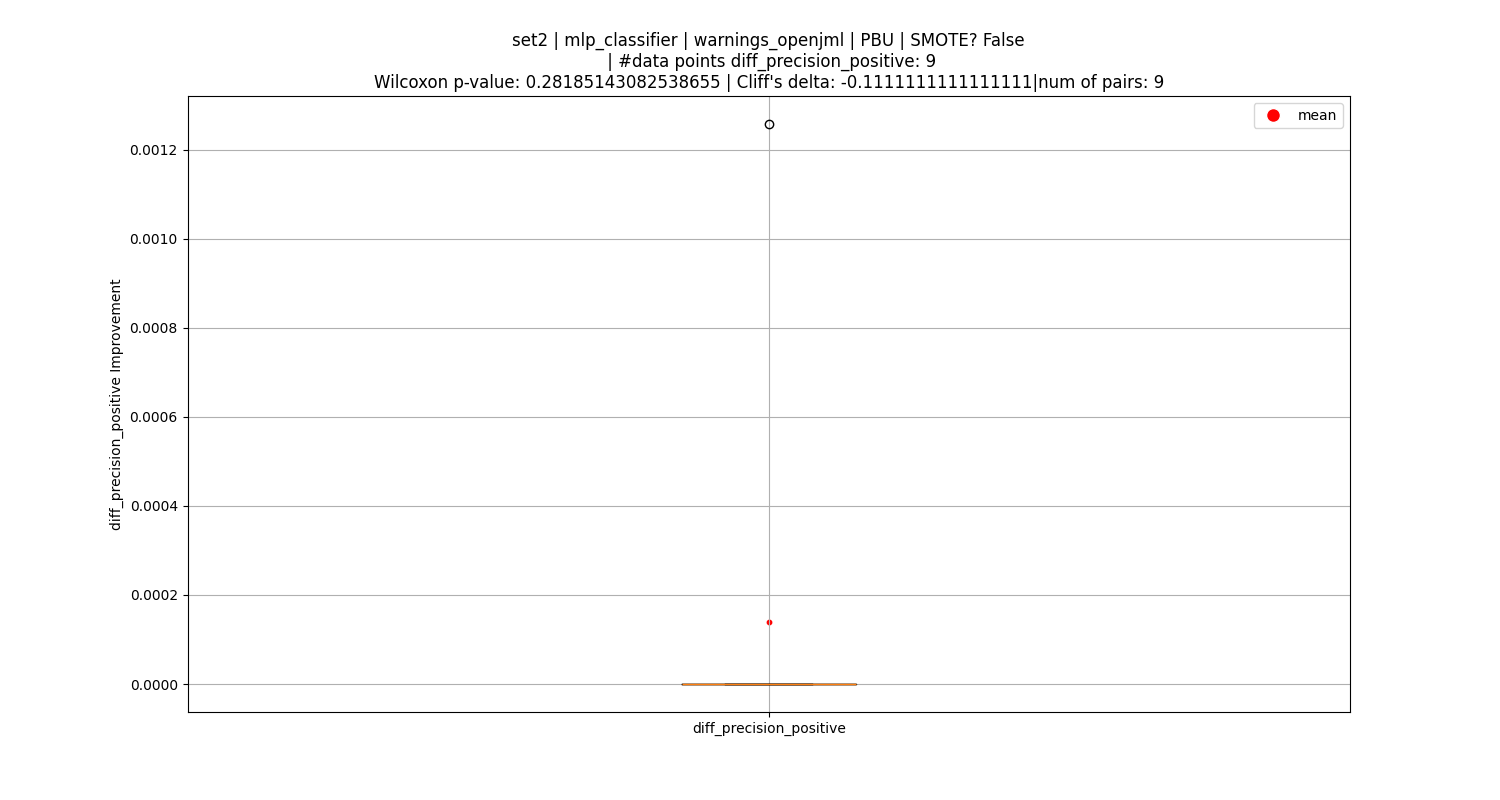 set2 | mlp_classifier | warnings_openjml | PBU | SMOTE? False
| #data points diff_precision_positive: 9
Wilcoxon p-value: 0.28185143082538655 | Cliff's delta: -0.1111111111111111|num of pairs: 9
mean
0.0012
0.0010
0.0008
0.0006
0.0004
0.0002
0.0000
diff_precision_positive Improvement
diff_precision_positive